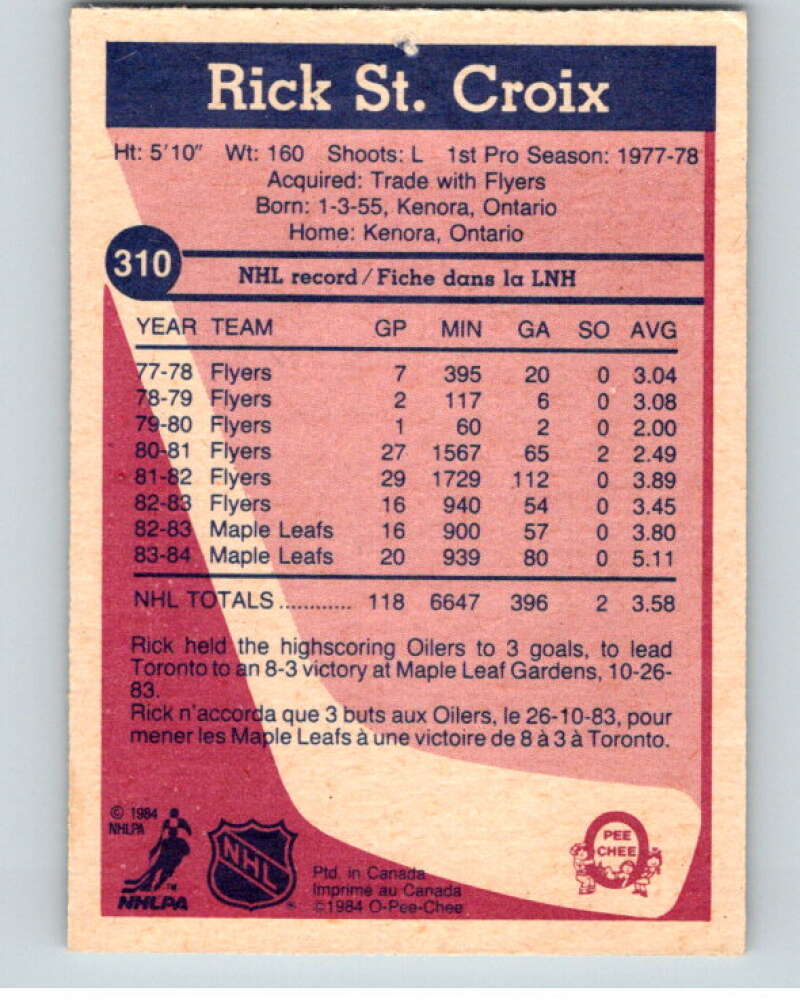 Rick St. Croix
Ht: 5'10" Wt: 160 Shoots: L 1st Pro Season: 1977-78
Acquired: Trade with Flyers
Born: 1-3-55, Kenora, Ontario
Home: Kenora, Ontario
310
NHL record/Fiche dans la LNH
YEAR TEAM GP MIN GA SO AVG
77-78 Flyers 7 395 20 0 3.04
78-79 Flyers 2 117 6 0 3.08
79-80 Flyers 1 60 2 0 2.00
80-81 Flyers 27 1567 65 2 2.49
81-82 Flyers 29 1729 112 0 3.89
82-83 Flyers 16 940 54 0 3.45
82-83 Maple Leafs 16 900 57 0 3.80
83-84 Maple Leafs 20 939 80 0 5.11
NHL TOTALS ............ 118 6647 396 2 3.58
Rick held the highscoring Oilers to 3 goals, to lead
Toronto to an 8-3 victory at Maple Leaf Gardens, 10-26-
83.
Rick n'accorda que 3 buts aux Oilers, le 26-10-83, pour
mener les Maple Leafs à une victoire de 8 à 3 à Toronto.
© 1984
NHLPA
NHLPA
NHL
Ptd. in Canada
Imprimé au Canada
©1984 O-Pee-Chee
PEE
CHEE